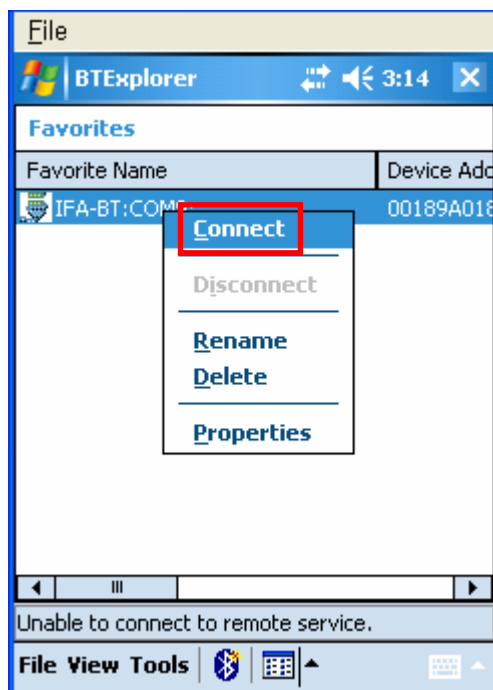 File
BTExplorer 3:14
Favorites
Favorite Name Device Add
IFA-BT:COM 00189A018
Connect
Disconnect
Rename
Delete
Properties
Unable to connect to remote service.
File View Tools